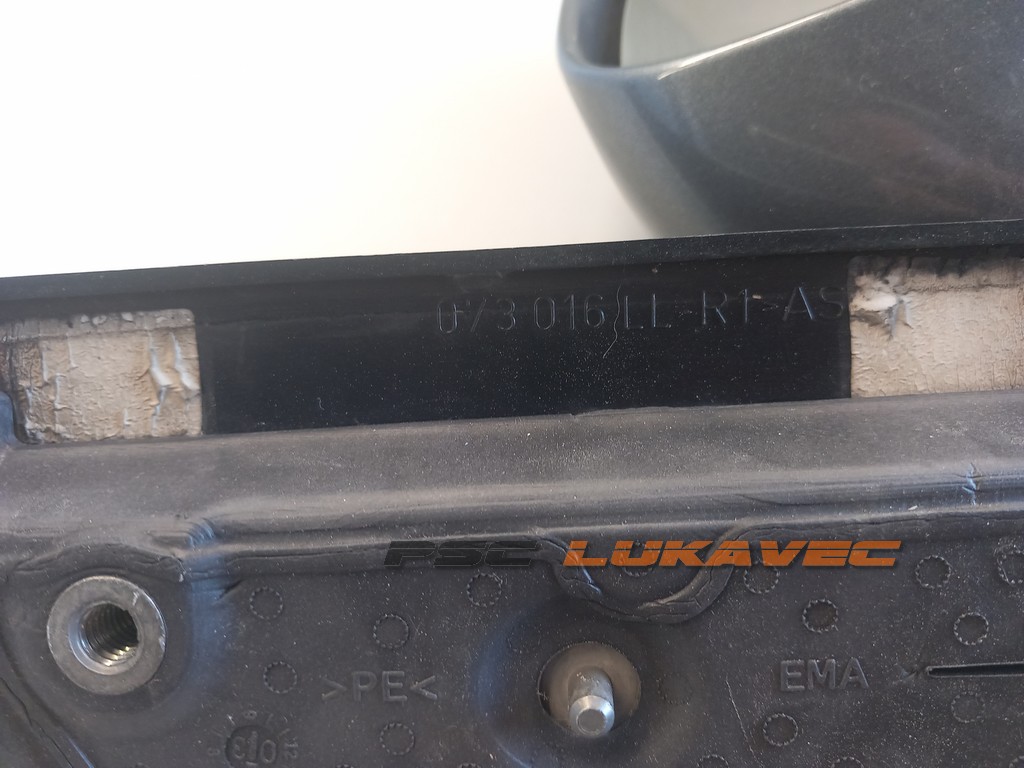 073 016 LL-R1-AS
PSC LUKAVEC
>PE<
EMA